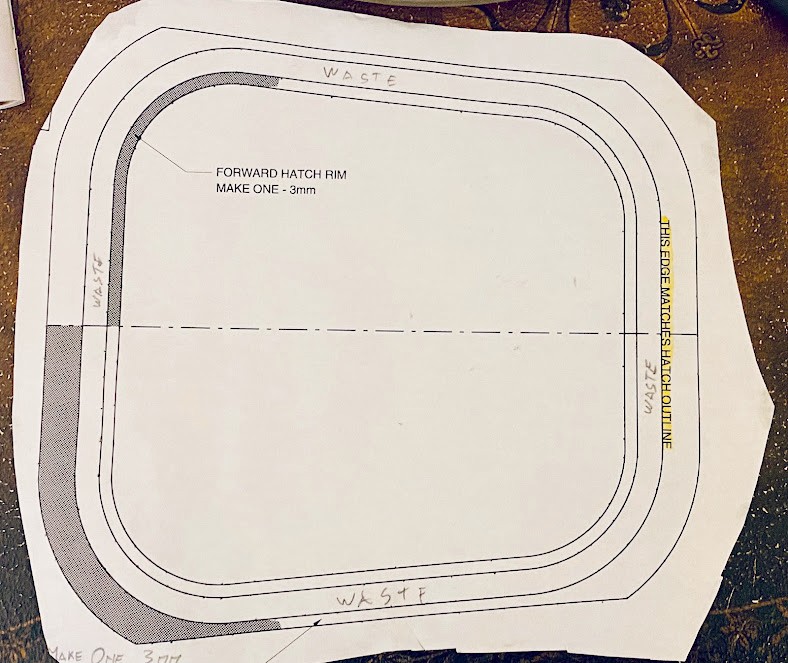 WASTE
FORWARD HATCH RIM
MAKE ONE - 3mm
WASTE
THIS EDGE MATCHES HATCH OUTLINE
WASTE
WASTE
MAKE ONE 3MM